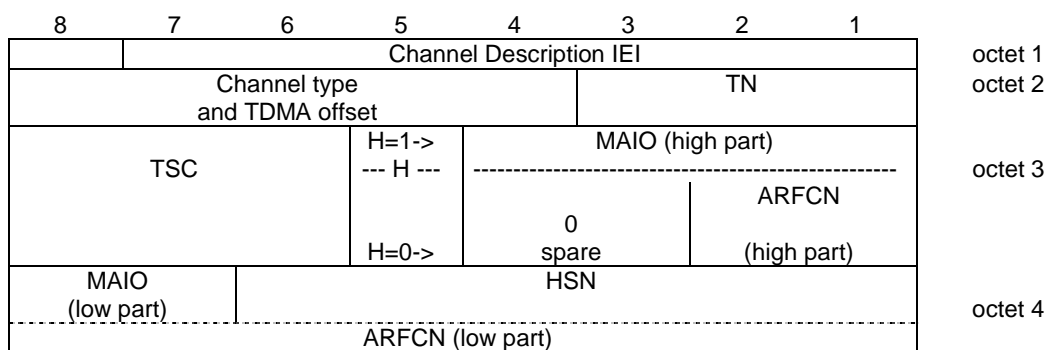 8 7 6 5 4 3 2 1
Channel Description IEI octet 1
Channel type TN octet 2
and TDMA offset
H=1-> MAIO (high part)
TSC --- H --- ------------------------------------------------------ octet 3
ARFCN
0
H=0-> spare (high part)
MAIO HSN
(low part) octet 4
ARFCN (low part)